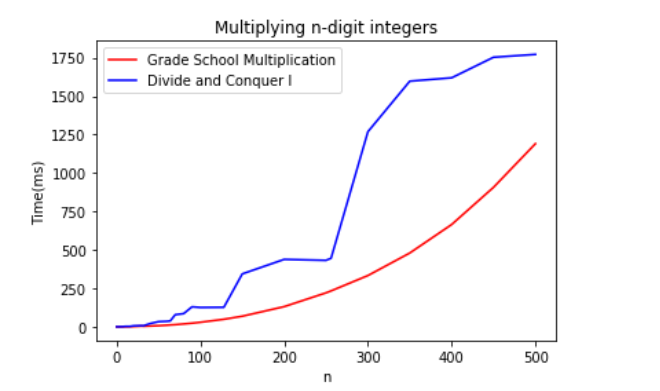 Multiplying n-digit integers
Grade School Multiplication
Divide and Conquer I
1750
1500
1250
1000
750
500
250
0
Time(ms)
0 100 200 300 400 500
n